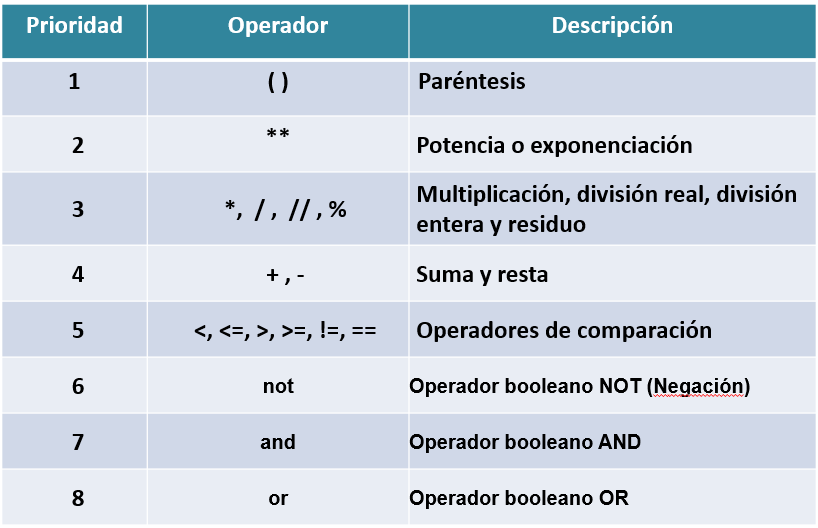 Prioridad Operador Descripción
1 ( ) Paréntesis
2 ** Potencia o exponenciación
3 *, / , // , % Multiplicación, división real, división
entera y residuo
4 + , - Suma y resta
5 <, <=, >, >=, !=, == Operadores de comparación
6 not Operador booleano NOT (Negación)
7 and Operador booleano AND
8 or Operador booleano OR